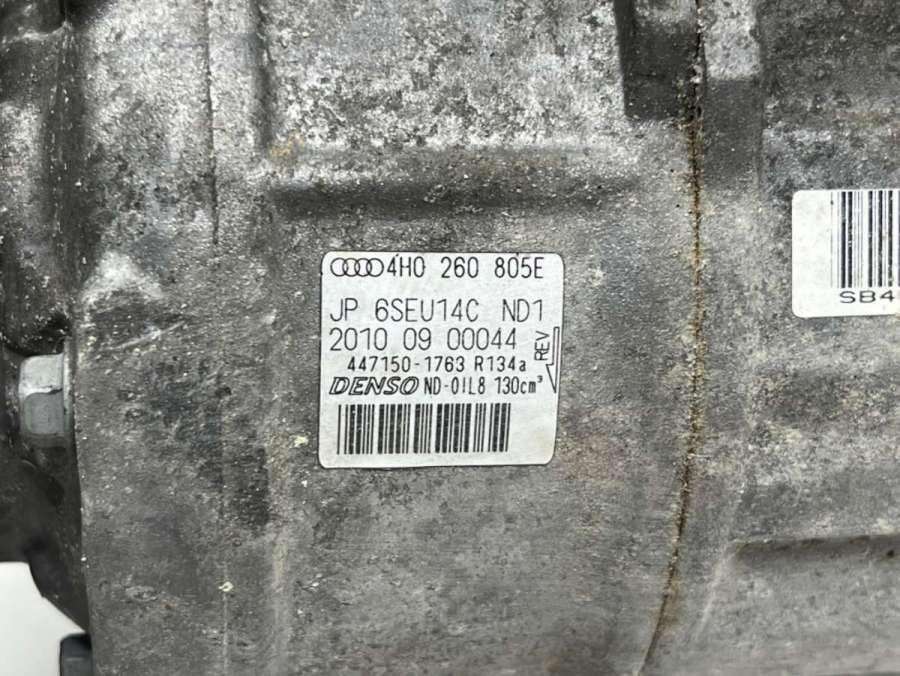 4H0 260 805E
JP 6SEU14C ND1
2010 09 00044
REV
447150-1763 R134a
DENSO ND-OIL8 130cm³
SB4